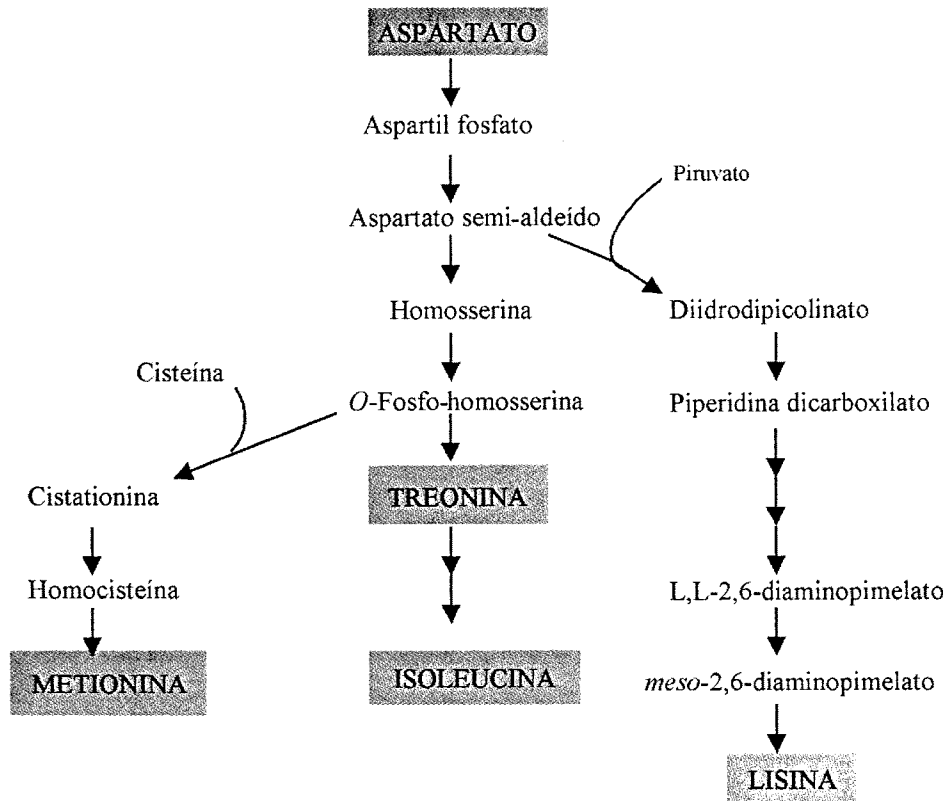 ASPARTATO
Aspartil fosfato
Piruvato
Aspartato semi-aldeído
Homosserina
Diidrodipicolinato
Cisteína
O-Fosfo-homosserina
Piperidina dicarboxilato
Cistationina
TREONINA
Homocisteína
L,L-2,6-diaminopimelato
METIONINA
ISOLEUCINA
meso-2,6-diaminopimelato
LISINA